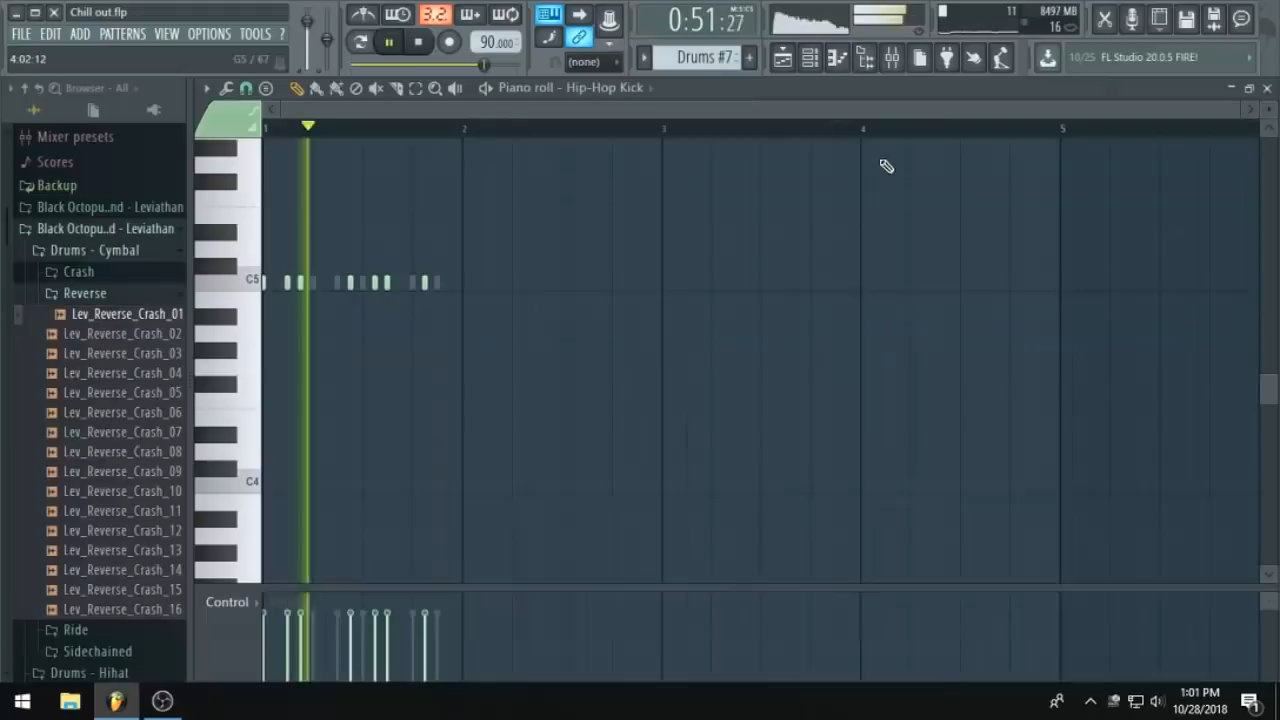 Chill out.flp
FILE EDIT ADD PATTERNS VIEW OPTIONS TOOLS ?
4:02:12 G5 / 67
3.2
90.000
(none)
0:51:27
M:S:CS
Drums #7
11 8497 MB
16
10/25 FL Studio 20.0.5 FIRE!
Browser - All
Piano roll - Hip-Hop Kick
1 2 3 4 5
Mixer presets
Scores
Backup
Black Octopu...nd - Leviathan
Black Octopu...d - Leviathan
Drums - Cymbal
Crash
Reverse
Lev_Reverse_Crash_01
Lev_Reverse_Crash_02
Lev_Reverse_Crash_03
Lev_Reverse_Crash_04
Lev_Reverse_Crash_05
Lev_Reverse_Crash_06
Lev_Reverse_Crash_07
Lev_Reverse_Crash_08
Lev_Reverse_Crash_09
Lev_Reverse_Crash_10
Lev_Reverse_Crash_11
Lev_Reverse_Crash_12
Lev_Reverse_Crash_13
Lev_Reverse_Crash_14
Lev_Reverse_Crash_15
Lev_Reverse_Crash_16
Ride
Sidechained
Drums - Hihat
C5
C4
Control
1:01 PM
10/28/2018
1